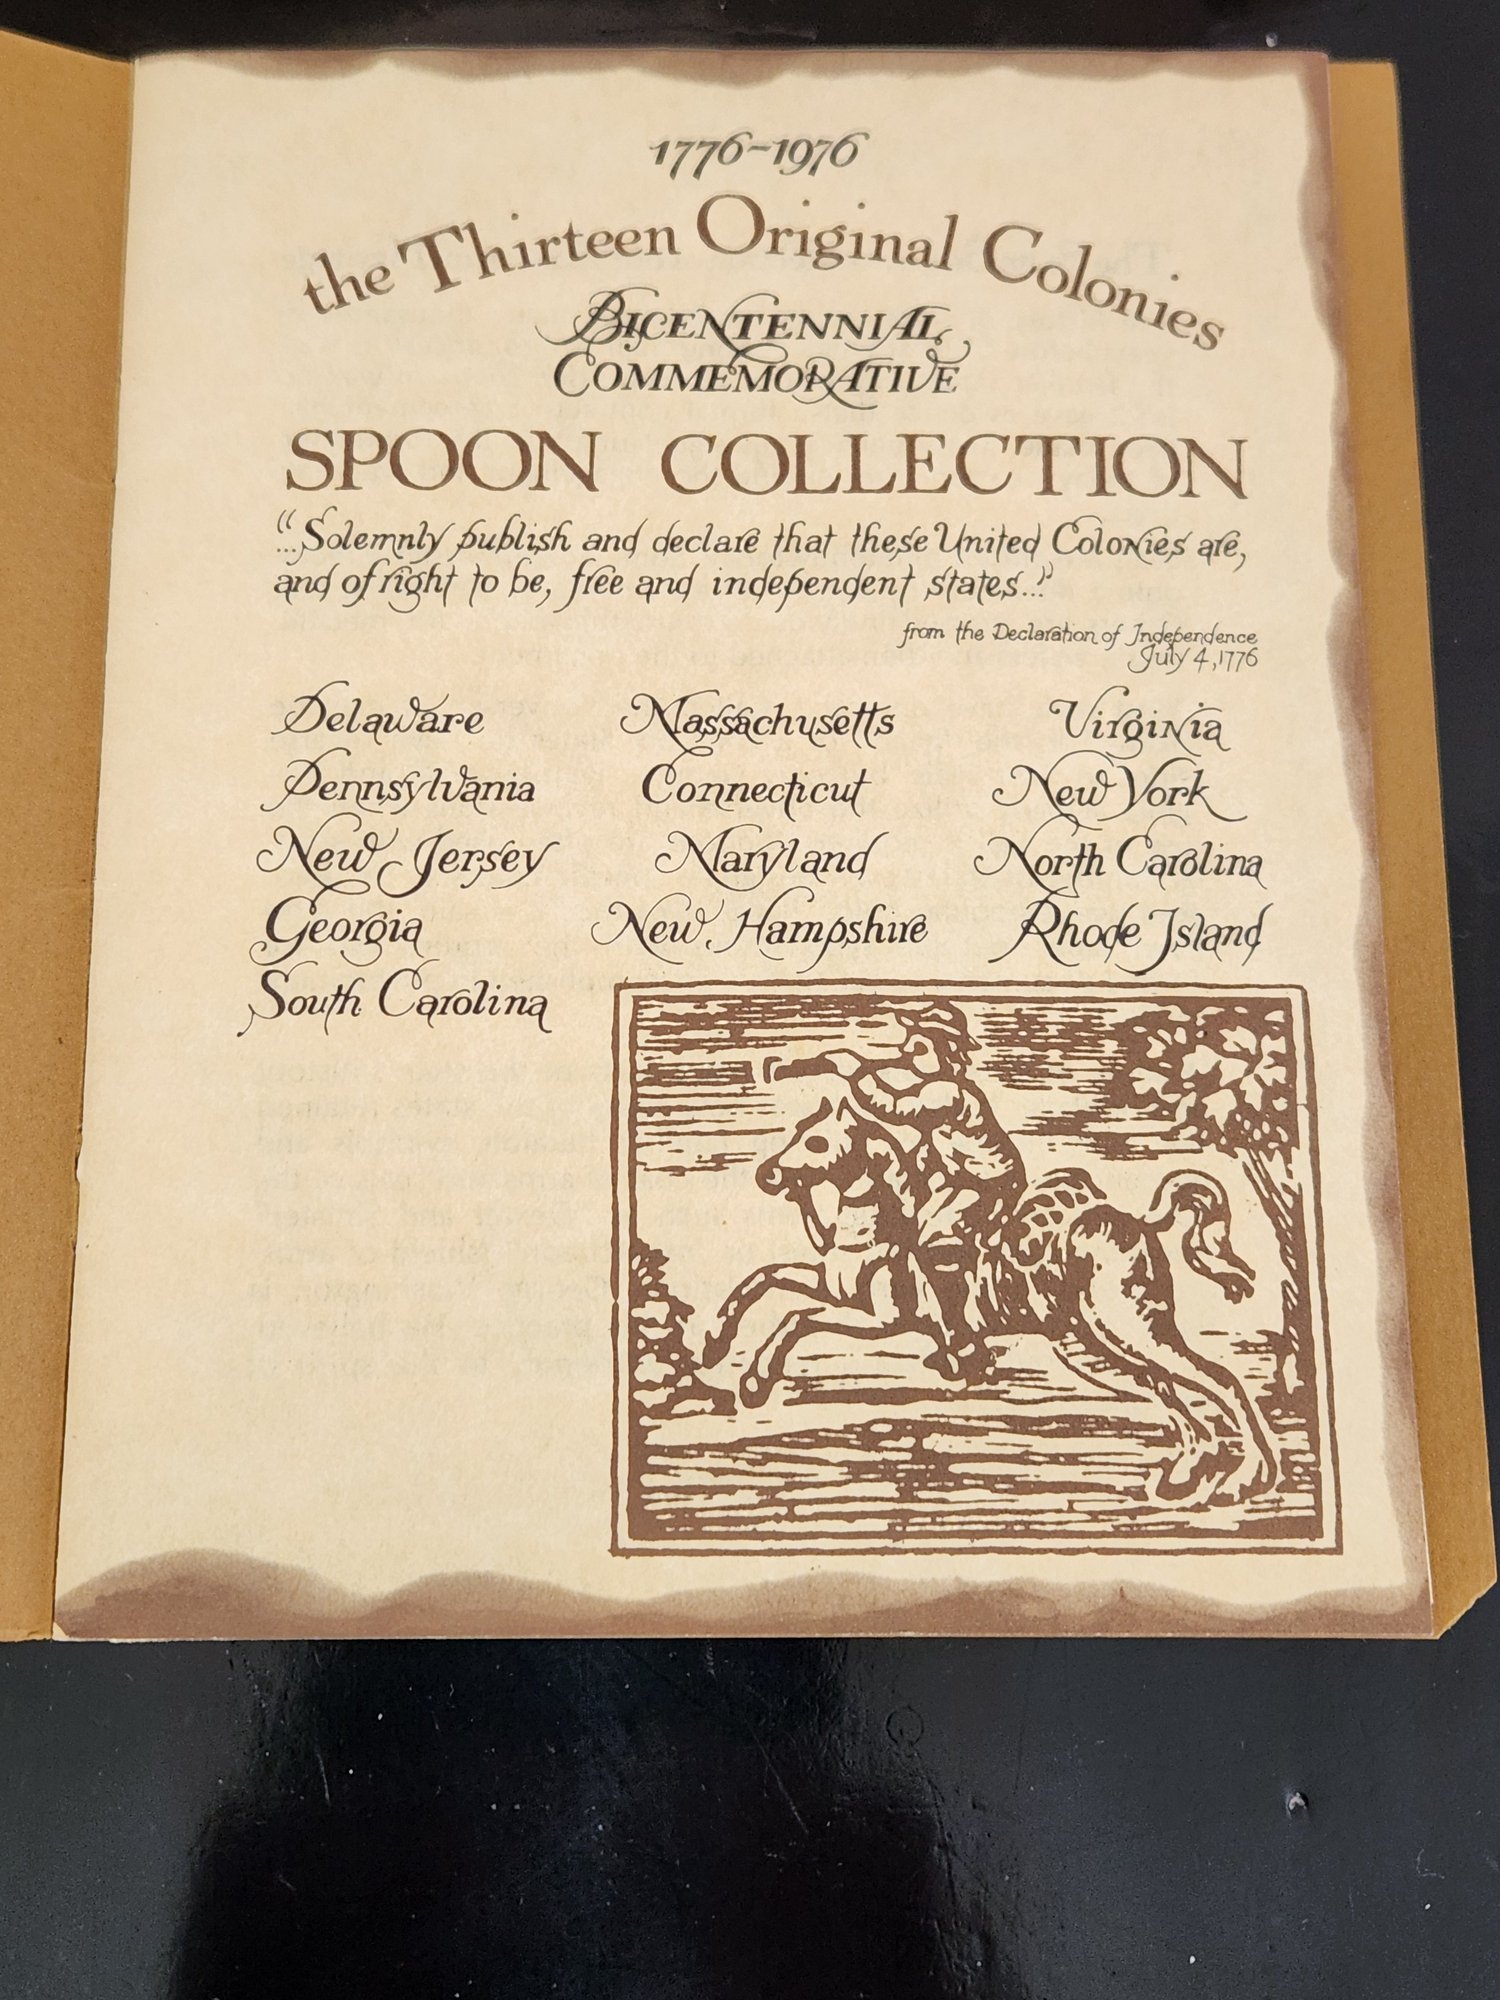 1776-1976
the Thirteen Original Colonies
BICENTENNIAL
COMMEMORATIVE
SPOON COLLECTION
"...Solemnly publish and declare that these United Colonies are,
and of right to be, free and independent states..."
from the Declaration of Independence
July 4, 1776
Delaware
Pennsylvania
New Jersey
Georgia
South Carolina
Massachusetts
Connecticut
Maryland
New Hampshire
Virginia
New York
North Carolina
Rhode Island